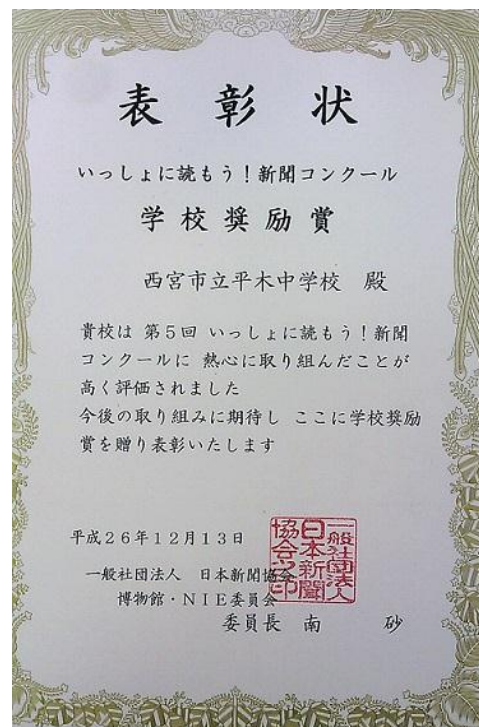 表彰状
いっしょに読もう！新聞コンクール
学校奨励賞
西宮市立平木中学校 殿
貴校は 第５回 いっしょに読もう！新聞
コンクールに 熱心に取り組んだことが
高く評価されました
今後の取り組みに期待し ここに学校奨励
賞を贈り表彰いたします
平成２６年１２月１３日
一般社団法人 日本新聞協会
博物館・ＮＩＥ委員会
委員長 南 砂
一般社団法人
日本新聞
協会之印